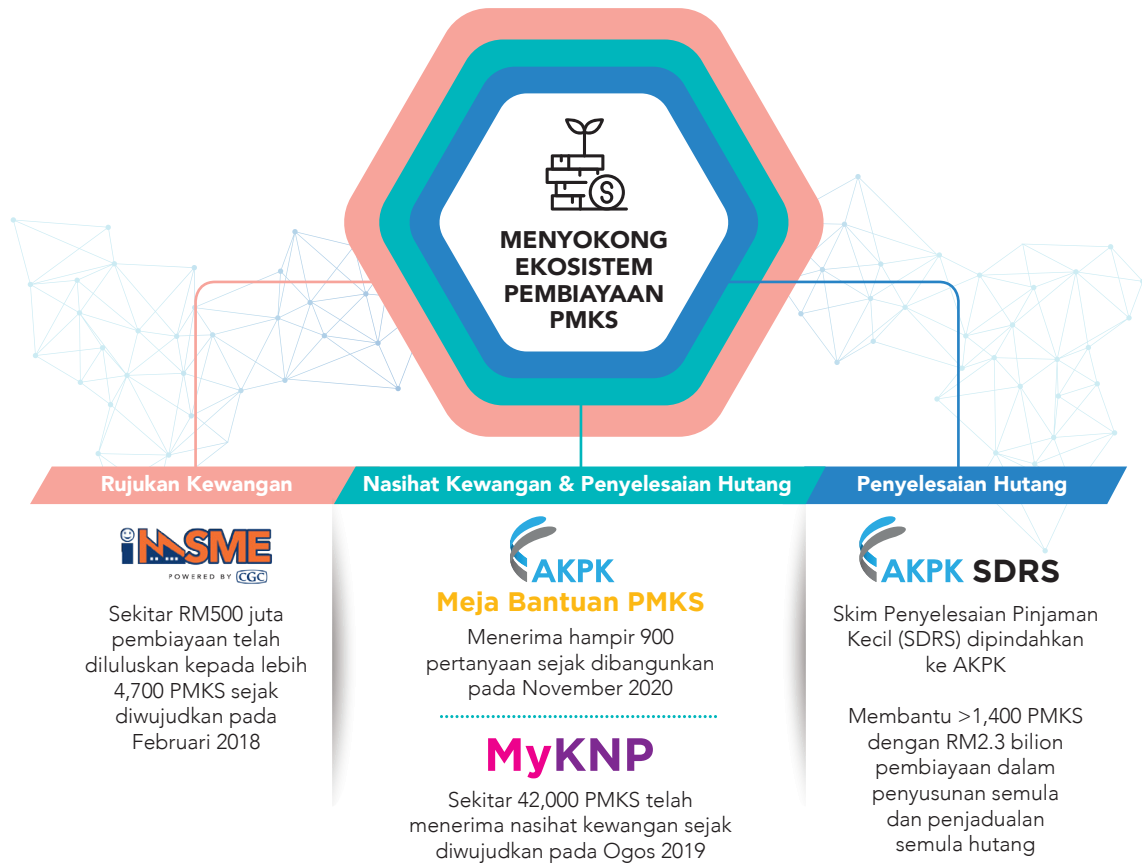 MENYOKONG
EKOSISTEM
PEMBIAYAAN
PMKS
Rujukan Kewangan
imSME
POWERED BY CGC
Sekitar RM500 juta
pembiayaan telah
diluluskan kepada lebih
4,700 PMKS sejak
diwujudkan pada
Februari 2018
Nasihat Kewangan & Penyelesaian Hutang
AKPK
Meja Bantuan PMKS
Menerima hampir 900
pertanyaan sejak dibangunkan
pada November 2020
MyKNP
Sekitar 42,000 PMKS telah
menerima nasihat kewangan sejak
diwujudkan pada Ogos 2019
Penyelesaian Hutang
AKPK SDRS
Skim Penyelesaian Pinjaman
Kecil (SDRS) dipindahkan
ke AKPK
Membantu >1,400 PMKS
dengan RM2.3 bilion
pembiayaan dalam
penyusunan semula
dan penjadualan
semula hutang